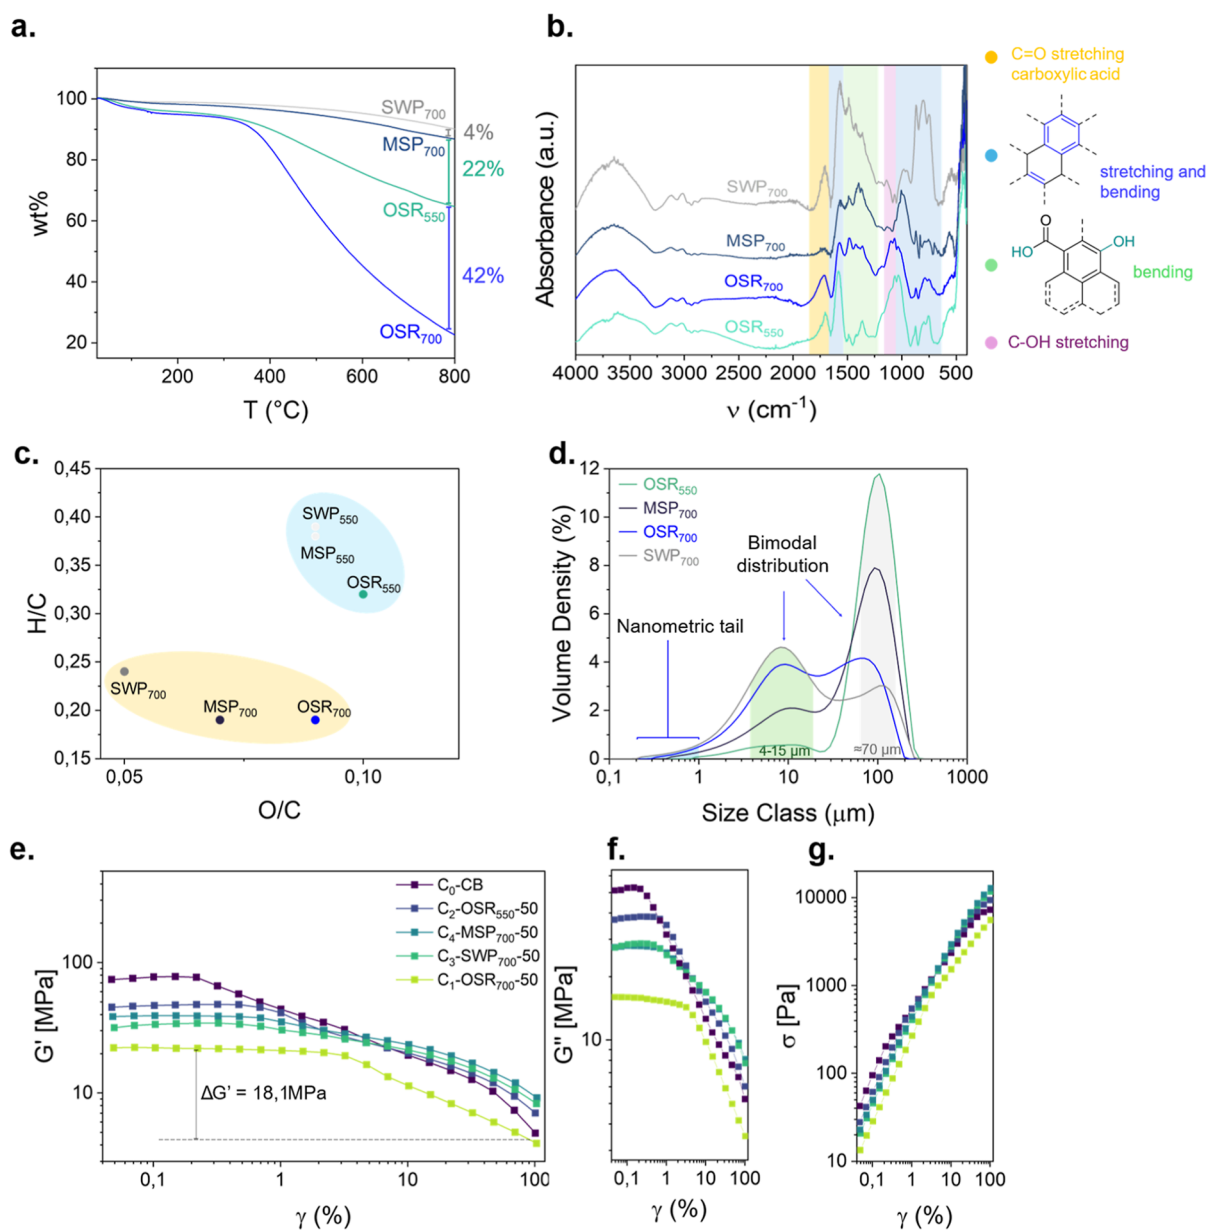 a.
wt%
100
80
60
40
20
200
400
600
800
T (°C)
SWP700
MSP700
OSR550
OSR700
4%
22%
42%
b.
Absorbance (a.u.)
SWP700
MSP700
OSR700
OSR550
4000
3500
3000
2500
2000
1500
1000
500
ν (cm-1)
C=O stretching
carboxylic acid
stretching and
bending
O
HO
OH
bending
C-OH stretching
c.
H/C
0,45
0,40
0,35
0,30
0,25
0,20
0,15
SWP550
MSP550
OSR550
SWP700
MSP700
OSR700
0,05
0,10
O/C
d.
Volume Density (%)
12
10
8
6
4
2
0
OSR550
MSP700
OSR700
SWP700
Bimodal
distribution
Nanometric tail
4-15 μm
≈70 μm
0,1
1
10
100
1000
Size Class (μm)
e.
G' [MPa]
100
10
C0-CB
C2-OSR550-50
C4-MSP700-50
C3-SWP700-50
C1-OSR700-50
ΔG' = 18,1MPa
0,1
1
10
100
γ (%)
f.
G'' [MPa]
10
0,1
1
10
100
γ (%)
g.
σ [Pa]
10000
1000
100
10
0,1
1
10
100
γ (%)